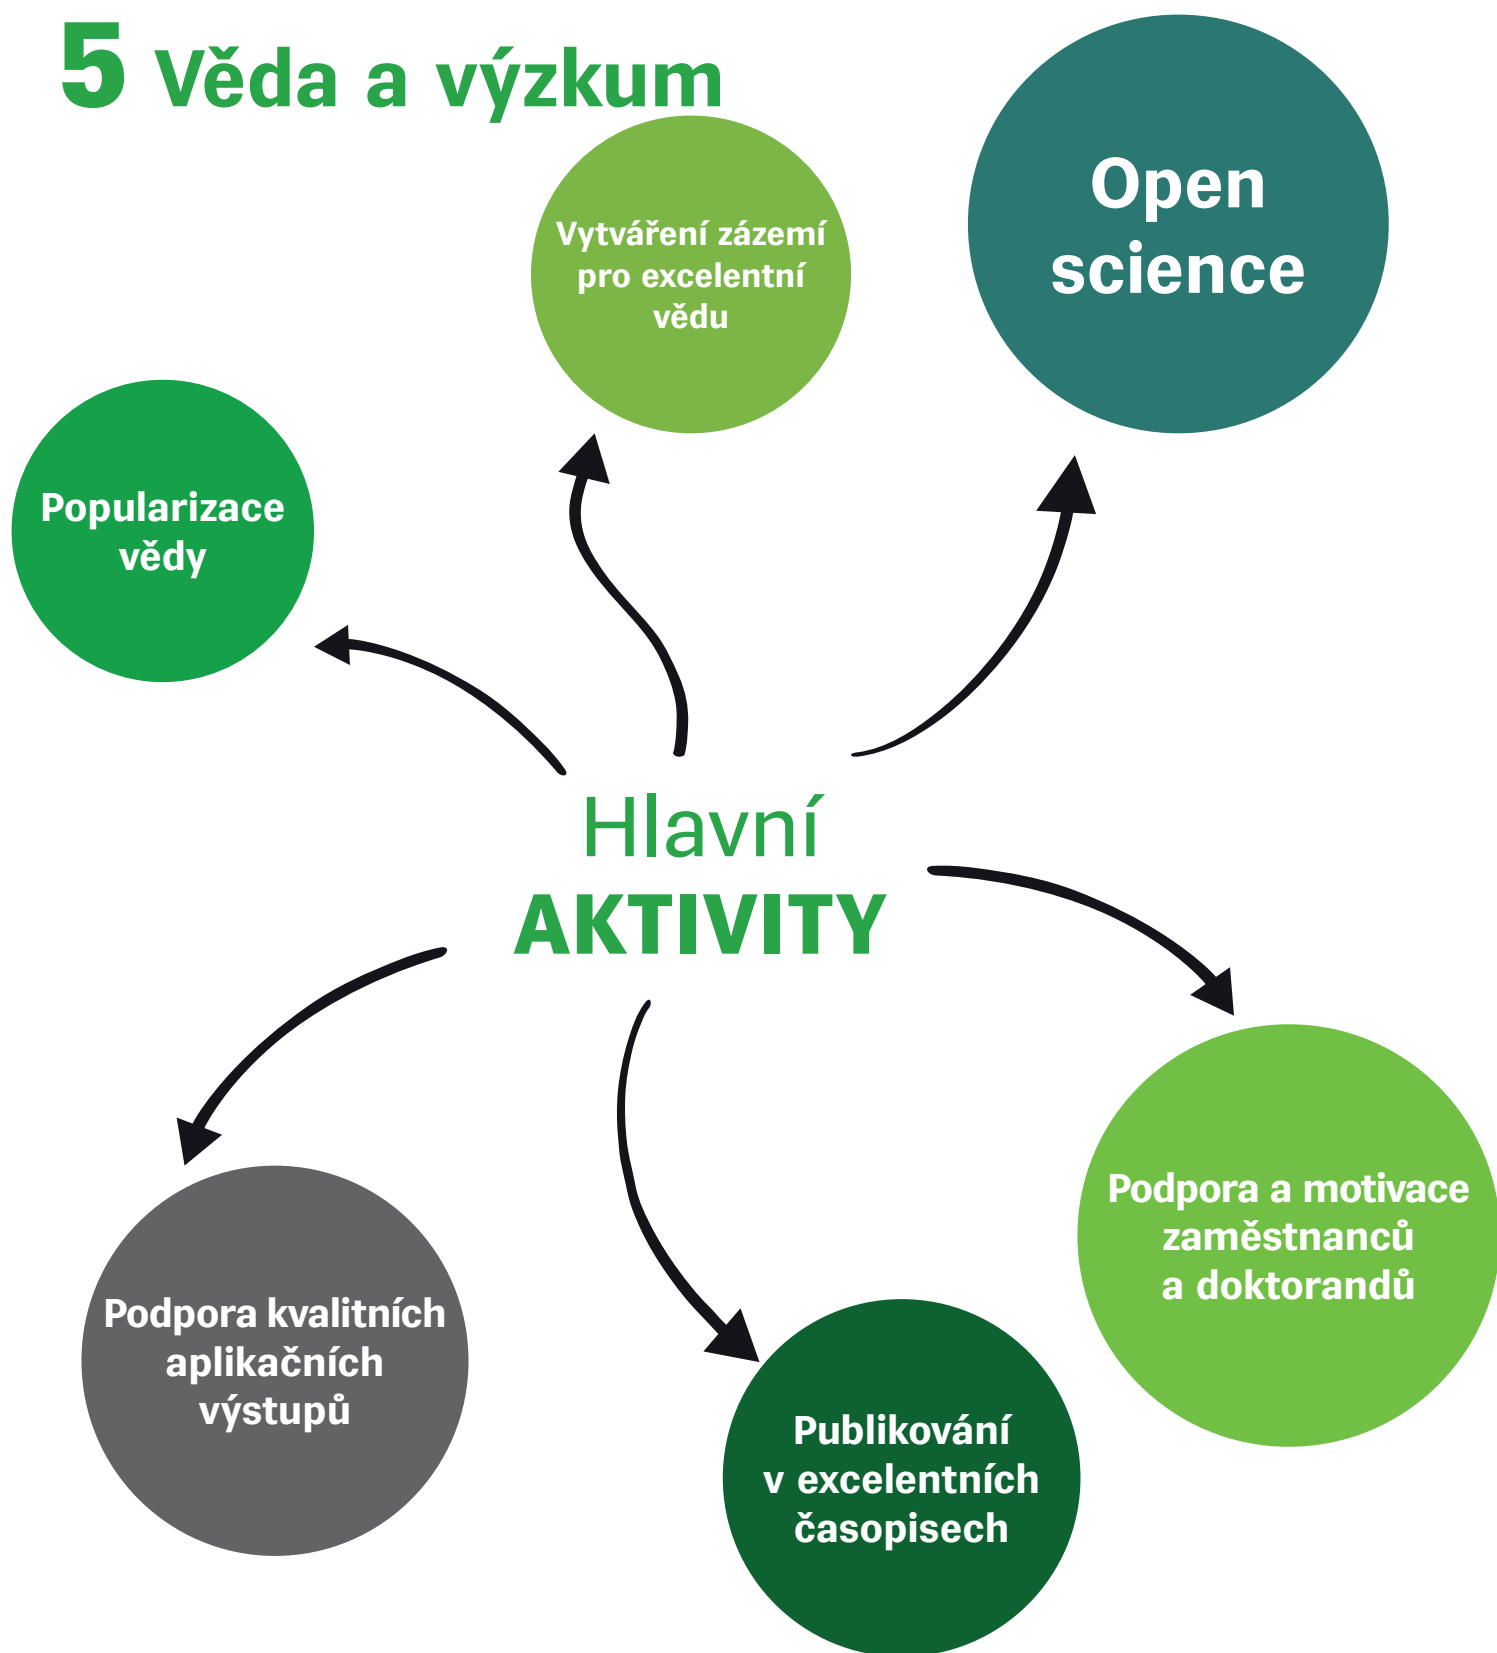 5 Věda a výzkum
Vytváření zázemí
pro excelentní
vědu
Open
science
Popularizace
vědy
Hlavní
AKTIVITY
Podpora a motivace
zaměstnanců
a doktorandů
Podpora kvalitních
aplikačních
výstupů
Publikování
v excelentních
časopisech